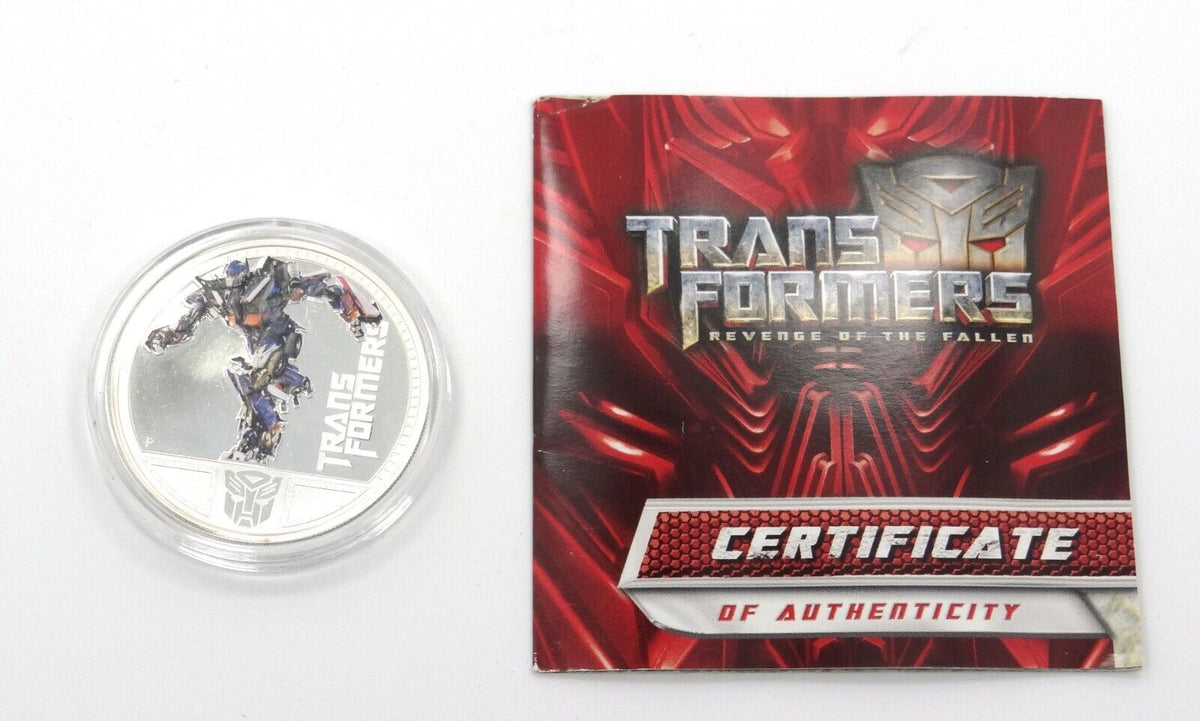 P
TRANS
FORMERS
TRANS
FORMERS
REVENGE OF THE FALLEN
CERTIFICATE
OF AUTHENTICITY